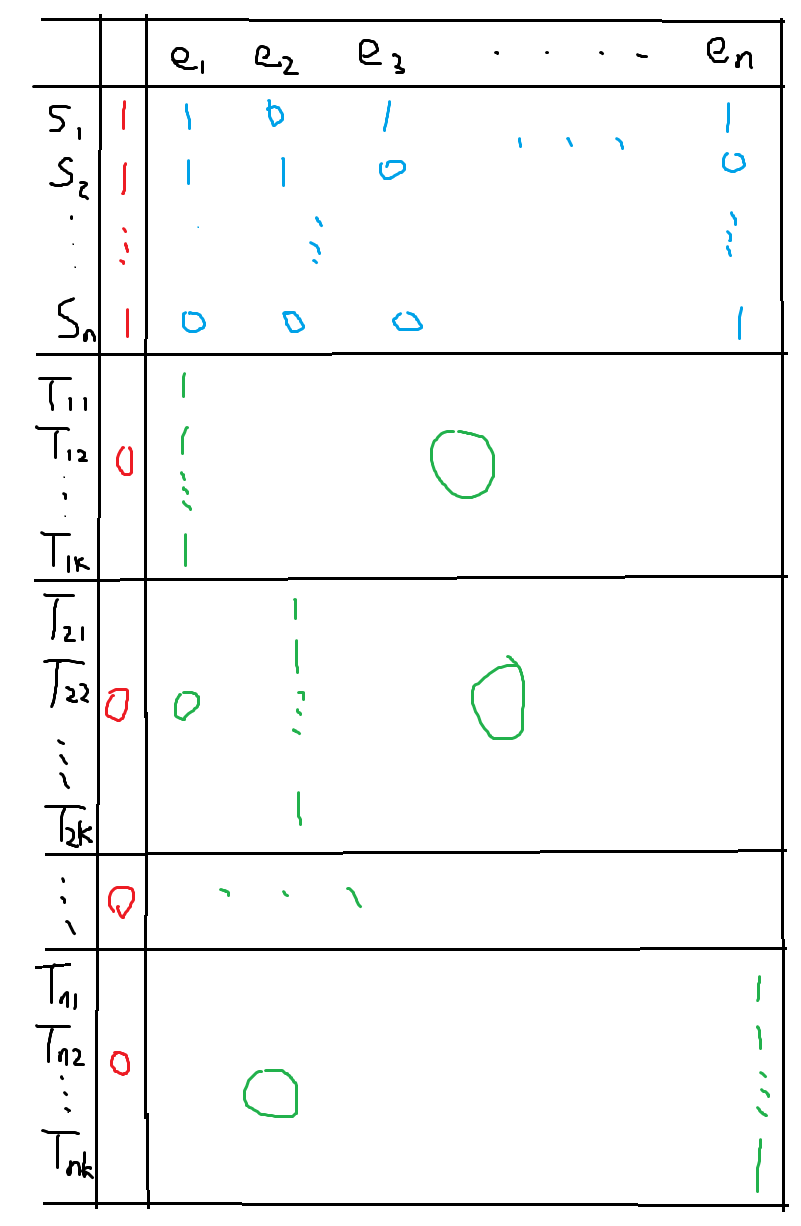 e₁ e₂ e₃ . . . . eₙ
S₁ 1 1 0 1 . . . 1
S₂ 1 1 1 0 0
⋮ ⋮ ⋮ ⋮
Sₙ 1 0 0 0 1
T₁₁ 1
T₁₂ 0 1 0
⋮ ⋮
T₁ₖ 1
T₂₁ 1
T₂₂ 0 0 1 0
⋮ ⋮
T₂ₖ 1
⋮ 0 . . .
Tₙ₁ 1
Tₙ₂ 0 1
⋮ 0 ⋮
Tₙₖ 1